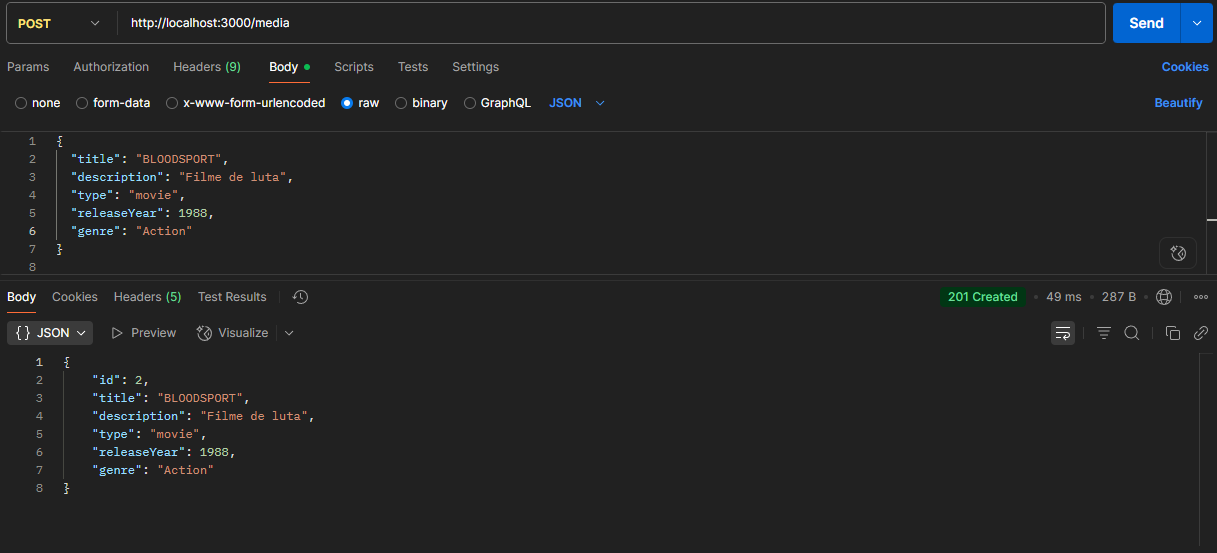 POST http://localhost:3000/media Send
Params Authorization Headers (9) Body Scripts Tests Settings Cookies
none form-data x-www-form-urlencoded raw binary GraphQL JSON Beautify
1 {
2 "title": "BLOODSPORT",
3 "description": "Filme de luta",
4 "type": "movie",
5 "releaseYear": 1988,
6 "genre": "Action"
7 }
8
Body Cookies Headers (5) Test Results 201 Created 49 ms 287 B
{} JSON Preview Visualize
1 {
2 "id": 2,
3 "title": "BLOODSPORT",
4 "description": "Filme de luta",
5 "type": "movie",
6 "releaseYear": 1988,
7 "genre": "Action"
8 }